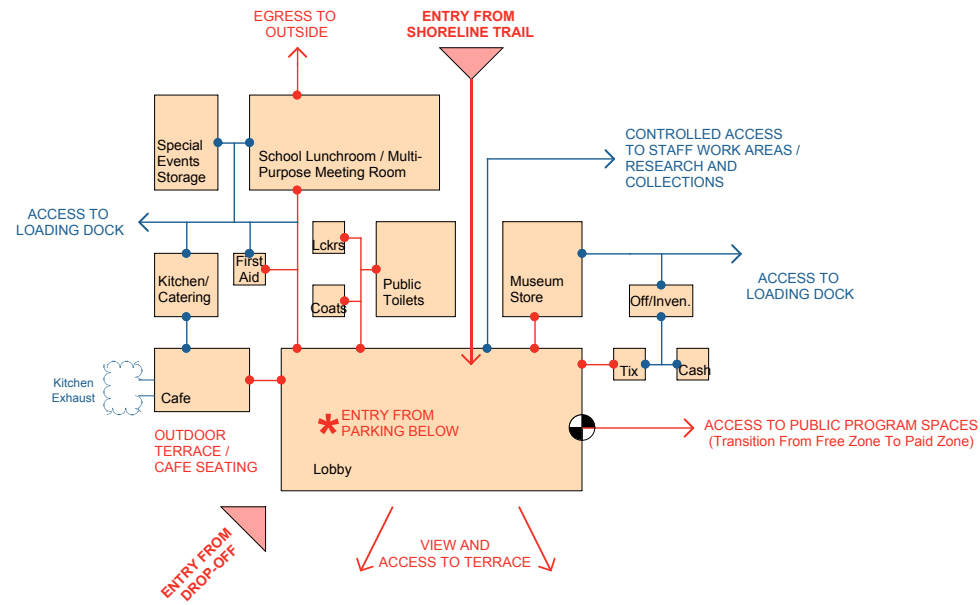 EGRESS TO
OUTSIDE
ENTRY FROM
SHORELINE TRAIL
Special
Events
Storage
School Lunchroom / Multi-
Purpose Meeting Room
CONTROLLED ACCESS
TO STAFF WORK AREAS /
RESEARCH AND
COLLECTIONS
ACCESS TO
LOADING DOCK
Lckrs
First
Aid
Kitchen/
Catering
Public
Toilets
Coats
Museum
Store
Off/Inven.
ACCESS TO
LOADING DOCK
Kitchen
Exhaust
Cafe
Tix
Cash
* ENTRY FROM
PARKING BELOW
Lobby
ACCESS TO PUBLIC PROGRAM SPACES
(Transition From Free Zone To Paid Zone)
OUTDOOR
TERRACE /
CAFE SEATING
ENTRY FROM
DROP-OFF
VIEW AND
ACCESS TO TERRACE